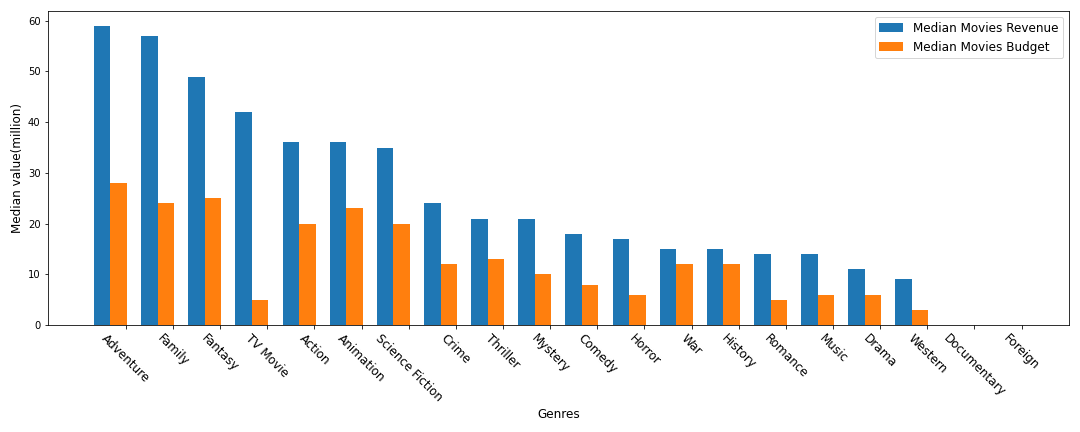 Median Movies Revenue
Median Movies Budget
Median value(million)
60
50
40
30
20
10
0
Adventure
Family
Fantasy
TV Movie
Action
Animation
Science Fiction
Crime
Thriller
Mystery
Comedy
Horror
War
History
Romance
Music
Drama
Western
Documentary
Foreign
Genres